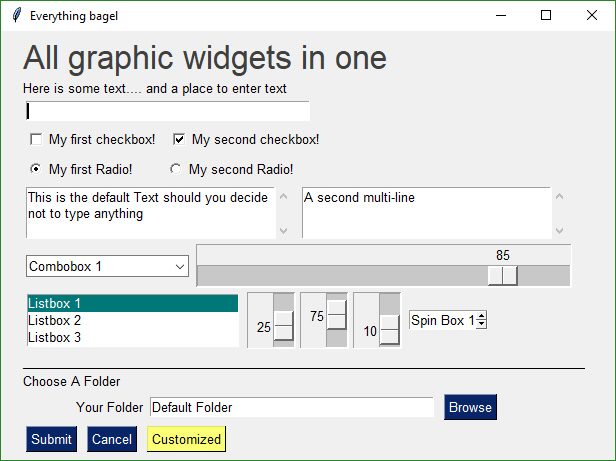 Everything bagel
All graphic widgets in one
Here is some text.... and a place to enter text
My first checkbox! My second checkbox!
My first Radio! My second Radio!
This is the default Text should you decide
not to type anything
A second multi-line
Combobox 1
85
Listbox 1
Listbox 2
Listbox 3
25
75
10
Spin Box 1
Choose A Folder
Your Folder Default Folder Browse
Submit Cancel Customized